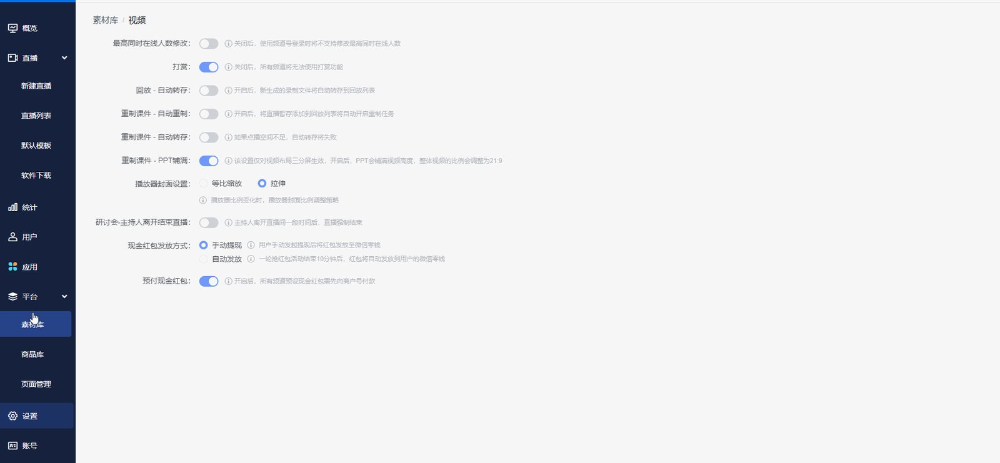 概览
直播
新建直播
直播列表
默认模板
软件下载
统计
用户
应用
平台
素材库
商品库
页面管理
设置
账号
素材库 / 视频
最高同时在线人数修改： 关闭后，使用频道号登录时将不支持修改最高同时在线人数
打赏： 关闭后，所有频道将无法使用打赏功能
回放 - 自动转存： 开启后，新生成的录制文件将自动转存到回放列表
重制课件 - 自动重制： 开启后，将直播暂存添加到回放列表将自动开启重制任务
重制课件 - 自动转存： 如果点播空间不足，自动转存将失败
重制课件 - PPT铺满： 该设置仅对视频布局三分屏生效，开启后，PPT会铺满视频高度，整体视频的比例会调整为21:9
播放器封面设置： 等比缩放 拉伸
播放器比例变化时，播放器封面比例调整策略
研讨会-主持人离开结束直播： 主持人离开直播间一段时间后，直播强制结束
现金红包发放方式： 手动提现 用户手动发起提现后将红包发放至微信零钱
自动发放 一轮抢红包活动结束10分钟后，红包将自动发放到用户的微信零钱
预付现金红包： 开启后，所有频道预设现金红包需先向商户号付款